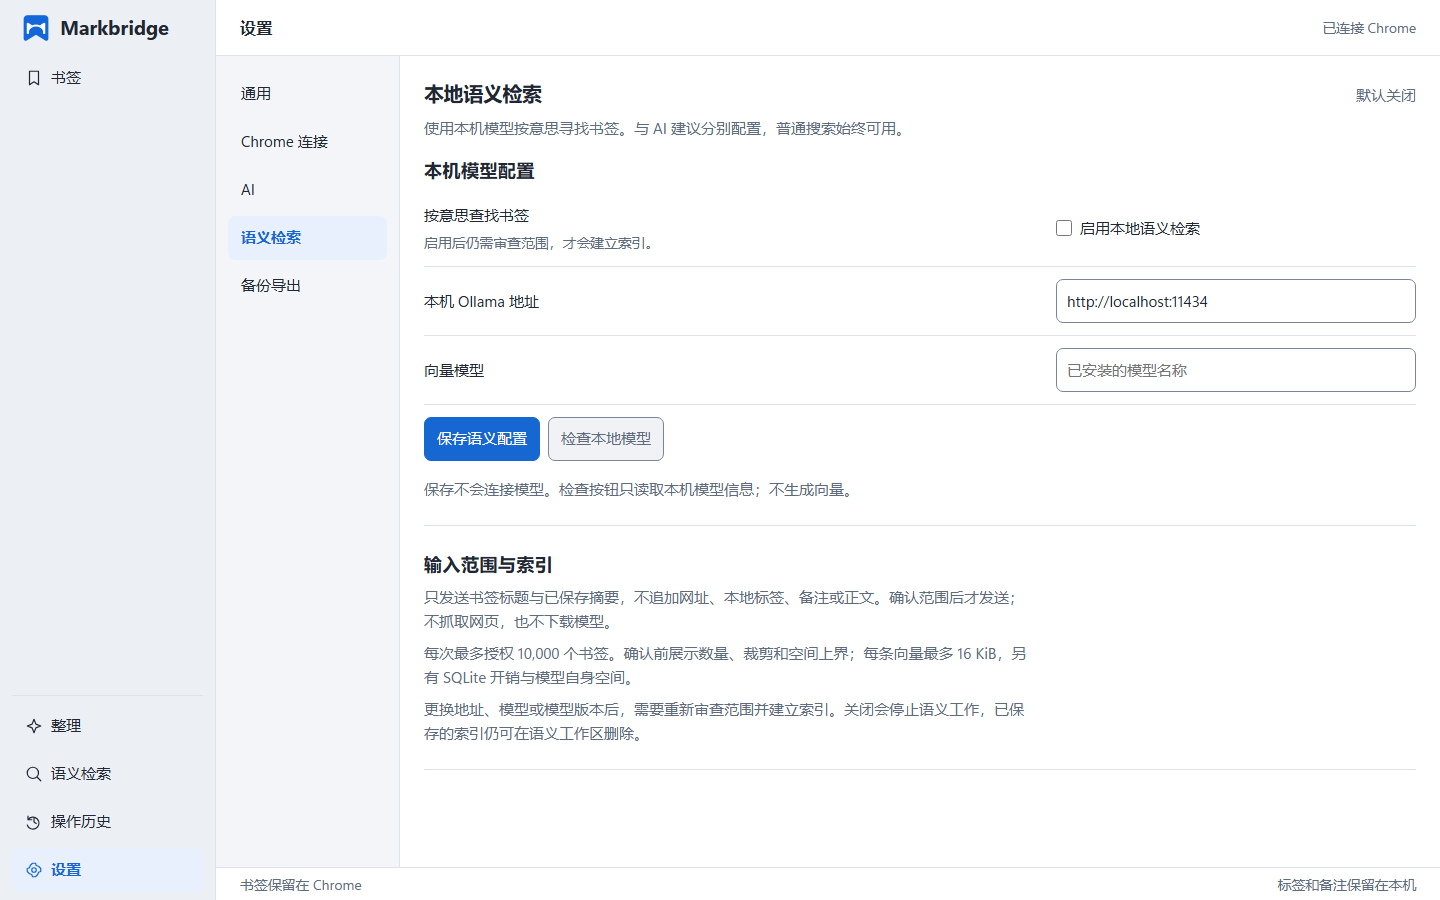 Markbridge
书签
整理
语义检索
操作历史
设置
设置
已连接 Chrome
通用
Chrome 连接
AI
语义检索
备份导出
本地语义检索
默认关闭
使用本机模型按意思寻找书签。与 AI 建议分别配置，普通搜索始终可用。
本机模型配置
按意思查找书签
启用后仍需审查范围，才会建立索引。
启用本地语义检索
本机 Ollama 地址
http://localhost:11434
向量模型
已安装的模型名称
保存语义配置
检查本地模型
保存不会连接模型。检查按钮只读取本机模型信息；不生成向量。
输入范围与索引
只发送书签标题与已保存摘要，不追加网址、本地标签、备注或正文。确认范围后才发送；
不抓取网页，也不下载模型。
每次最多授权 10,000 个书签。确认前展示数量、裁剪和空间上界；每条向量最多 16 KiB，另
有 SQLite 开销与模型自身空间。
更换地址、模型或模型版本后，需要重新审查范围并建立索引。关闭会停止语义工作，已保
存的索引仍可在语义工作区删除。
书签保留在 Chrome
标签和备注保留在本机